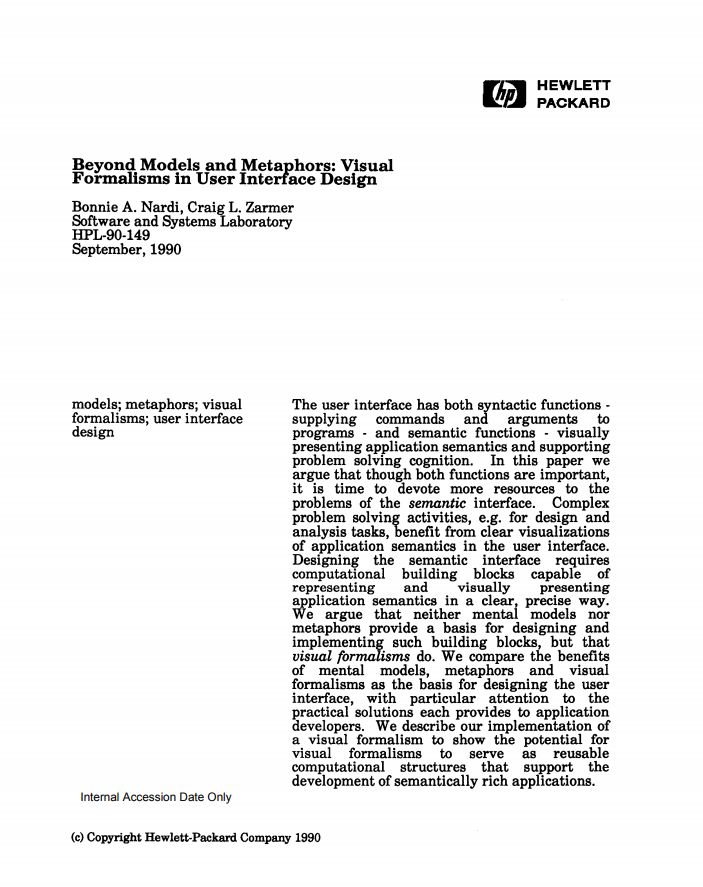 hp HEWLETT
PACKARD
Beyond Models and Metaphors: Visual
Formalisms in User Interface Design
Bonnie A. Nardi, Craig L. Zarmer
Software and Systems Laboratory
HPL-90-149
September, 1990
models; metaphors; visual
formalisms; user interface
design
The user interface has both syntactic functions -
supplying commands and arguments to
programs - and semantic functions - visually
presenting application semantics and supporting
problem solving cognition. In this paper we
argue that though both functions are important,
it is time to devote more resources to the
problems of the semantic interface. Complex
problem solving activities, e.g. for design and
analysis tasks, benefit from clear visualizations
of application semantics in the user interface.
Designing the semantic interface requires
computational building blocks capable of
representing and visually presenting
application semantics in a clear, precise way.
We argue that neither mental models nor
metaphors provide a basis for designing and
implementing such building blocks, but that
visual formalisms do. We compare the benefits
of mental models, metaphors and visual
formalisms as the basis for designing the user
interface, with particular attention to the
practical solutions each provides to application
developers. We describe our implementation of
a visual formalism to show the potential for
visual formalisms to serve as reusable
computational structures that support the
development of semantically rich applications.
Internal Accession Date Only
(c) Copyright Hewlett-Packard Company 1990